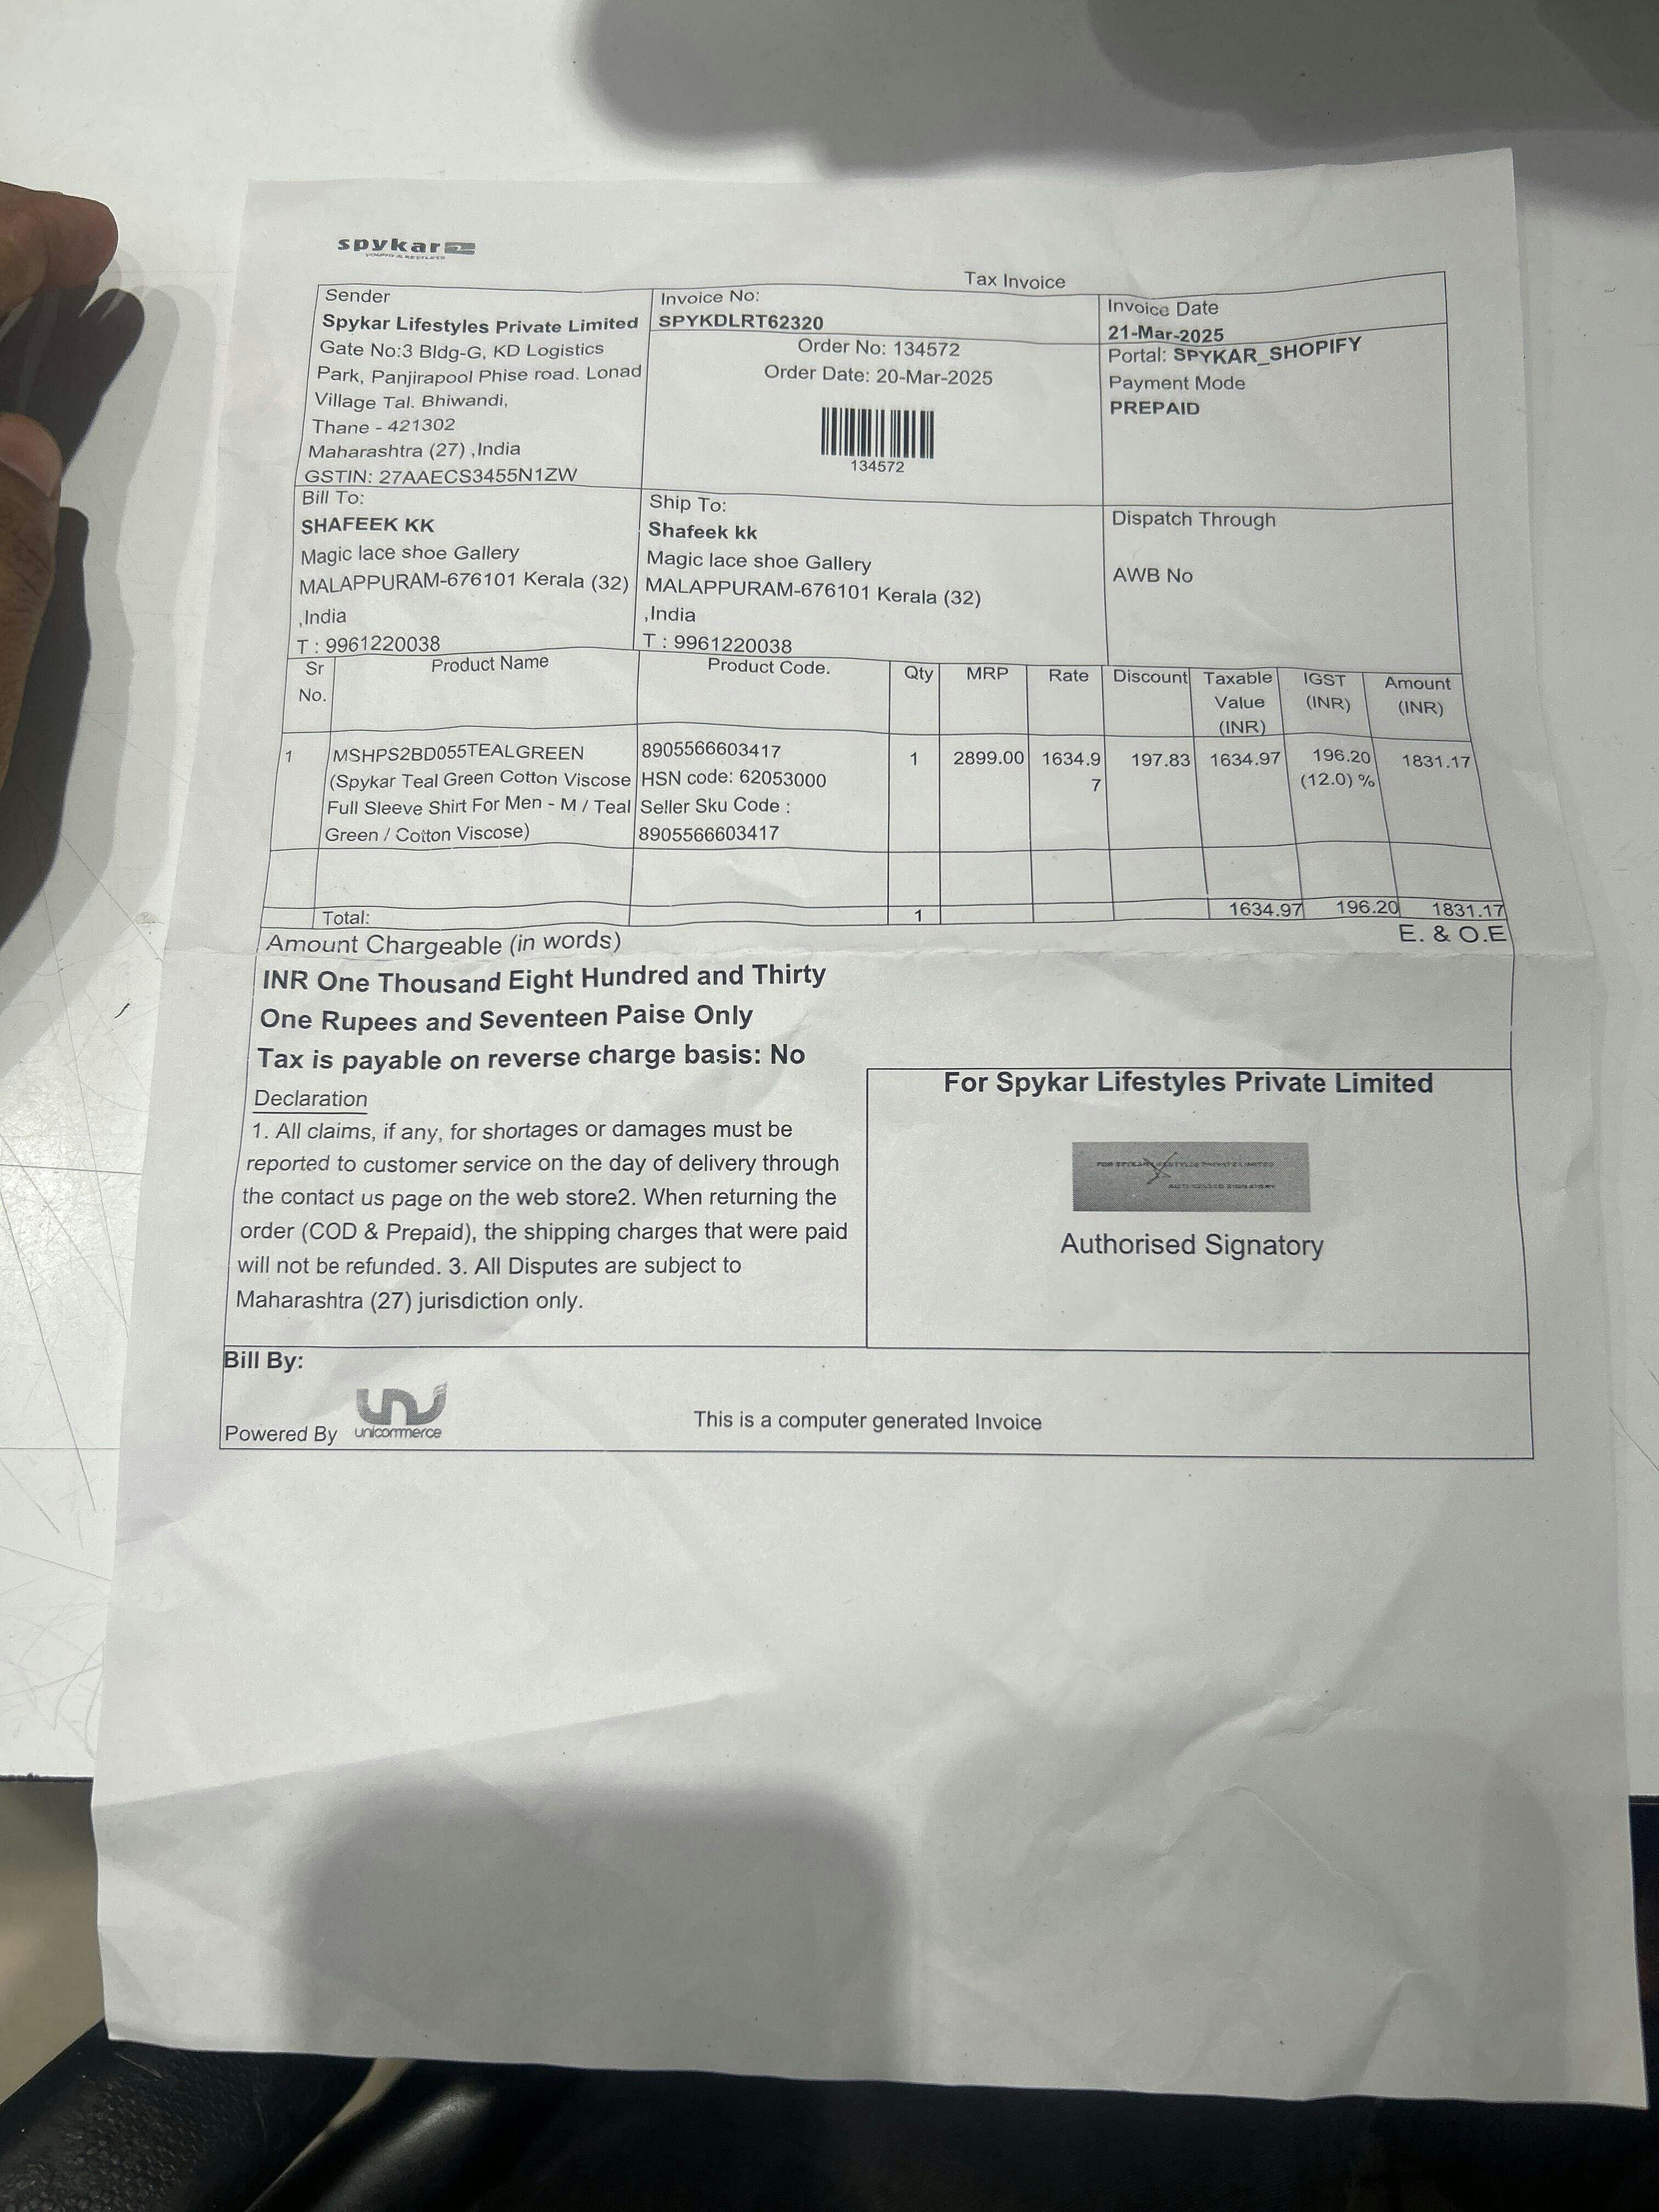 spykar
YOUNG & RESTLESS
Tax Invoice
Sender
Spykar Lifestyles Private Limited
Gate No:3 Bldg-G, KD Logistics
Park, Panjirapool Phise road. Lonad
Village Tal. Bhiwandi,
Thane - 421302
Maharashtra (27) ,India
GSTIN: 27AAECS3455N1ZW
Invoice No:
SPYKDLRT62320
Order No: 134572
Order Date: 20-Mar-2025
134572
Invoice Date
21-Mar-2025
Portal: SPYKAR_SHOPIFY
Payment Mode
PREPAID
Bill To:
SHAFEEK KK
Magic lace shoe Gallery
MALAPPURAM-676101 Kerala (32)
,India
T : 9961220038
Ship To:
Shafeek kk
Magic lace shoe Gallery
MALAPPURAM-676101 Kerala (32)
,India
T : 9961220038
Dispatch Through
AWB No
Sr No. Product Name Product Code. Qty MRP Rate Discount Taxable Value (INR) IGST (INR) Amount (INR)
1 MSHPS2BD055TEALGREEN 8905566603417 1 2899.00 1634.9 197.83 1634.97 196.20 1831.17
(Spykar Teal Green Cotton Viscose HSN code: 62053000 7 (12.0) %
Full Sleeve Shirt For Men - M / Teal Seller Sku Code :
Green / Cotton Viscose) 8905566603417
Total: 1 1634.97 196.20 1831.17
Amount Chargeable (in words) E. & O.E
INR One Thousand Eight Hundred and Thirty
One Rupees and Seventeen Paise Only
Tax is payable on reverse charge basis: No
Declaration
1. All claims, if any, for shortages or damages must be
reported to customer service on the day of delivery through
the contact us page on the web store2. When returning the
order (COD & Prepaid), the shipping charges that were paid
will not be refunded. 3. All Disputes are subject to
Maharashtra (27) jurisdiction only.
For Spykar Lifestyles Private Limited
FOR SPYKAR LIFESTYLES PRIVATE LIMITED
AUTHORISED SIGNATORY
Authorised Signatory
Bill By:
Powered By unicommerce
This is a computer generated Invoice